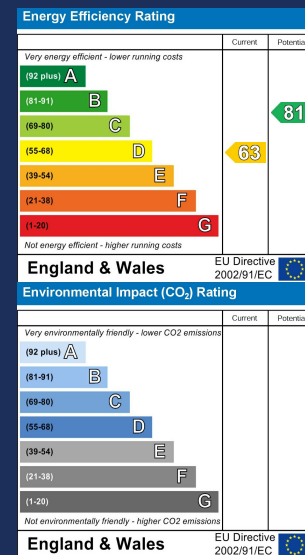 Energy Efficiency Rating
Current Potential
Very energy efficient - lower running costs
(92 plus) A
(81-91) B
81
(69-80) C
(55-68) D
63
(39-54) E
(21-38) F
(1-20) G
Not energy efficient - higher running costs
England & Wales
EU Directive
2002/91/EC
Environmental Impact (CO₂) Rating
Current Potential
Very environmentally friendly - lower CO2 emissions
(92 plus) A
(81-91) B
(69-80) C
(55-68) D
(39-54) E
(21-38) F
(1-20) G
Not environmentally friendly - higher CO2 emissions
England & Wales
EU Directive
2002/91/EC